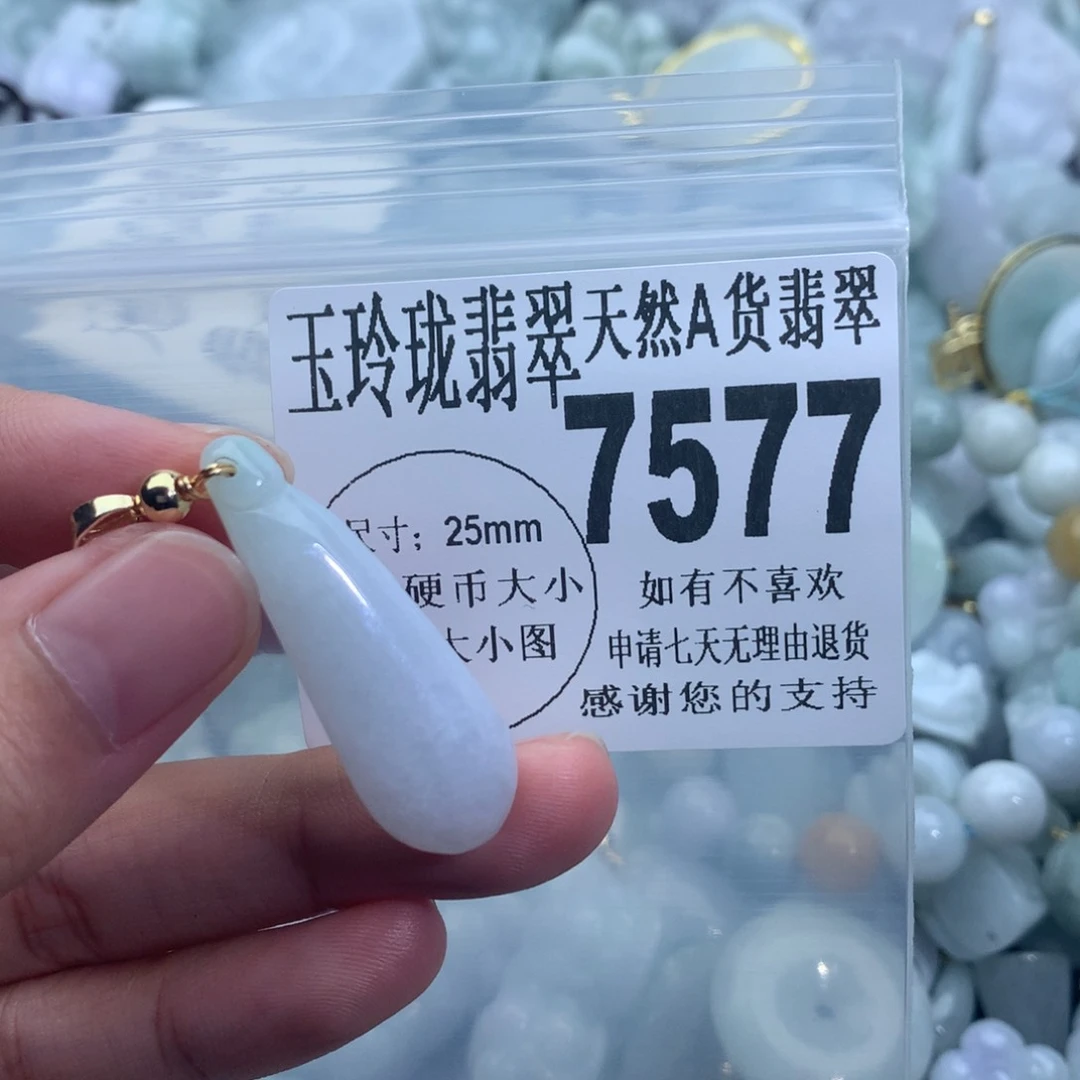 玉玲珑翡翠
天然A货翡翠
7577
尺寸；25mm
硬币大小
大小图
如有不喜欢
申请七天无理由退货
感谢您的支持